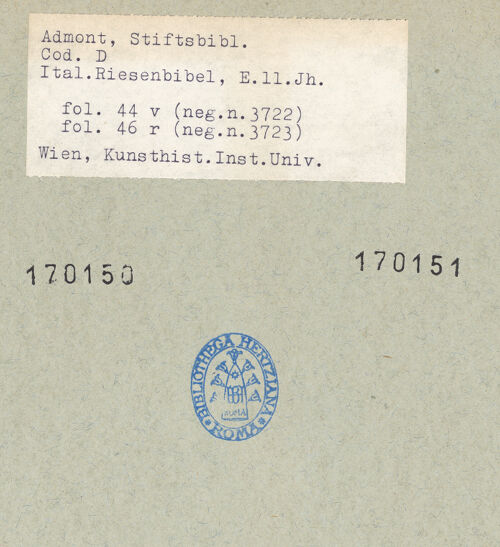 Admont, Stiftsbibl.
Cod. D
Ital.Riesenbibel, E.ll.Jh.
fol. 44 v (neg.n.3722)
fol. 46 r (neg.n.3723)
Wien, Kunsthist.Inst.Univ.
170150
170151
BIBLIOTHECA HERTZIANA
ROMA